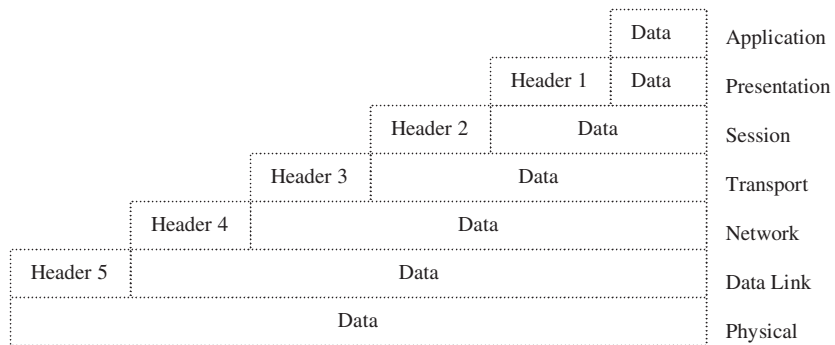 Data Application
Header 1 Data Presentation
Header 2 Data Session
Header 3 Data Transport
Header 4 Data Network
Header 5 Data Data Link
Data Physical